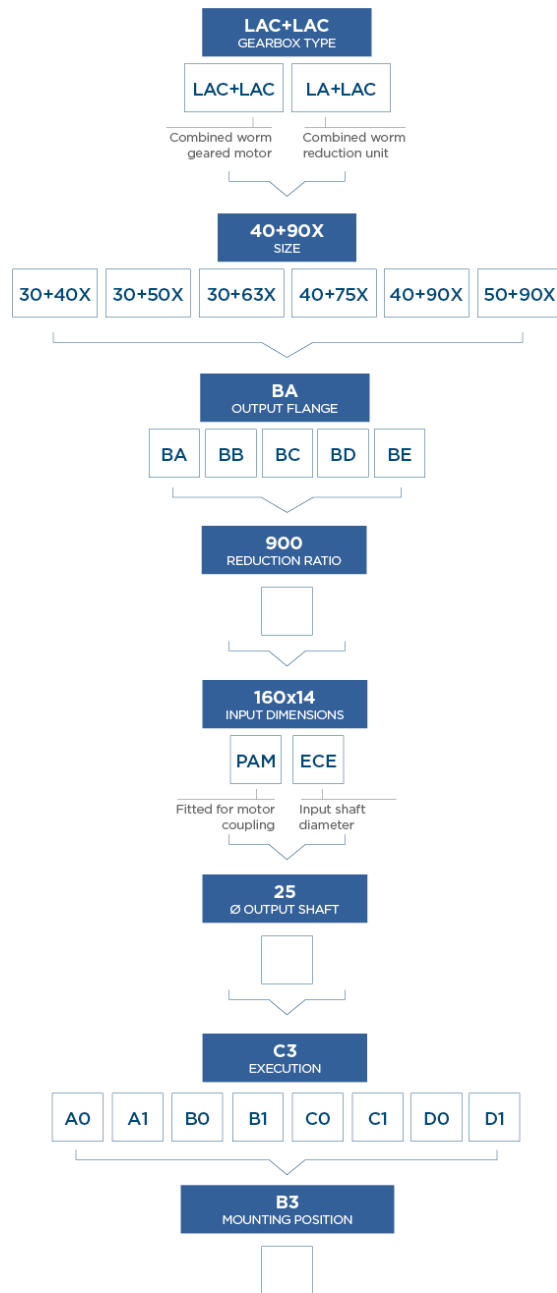 LAC+LAC
GEARBOX TYPE
LAC+LAC
LA+LAC
Combined worm
geared motor
Combined worm
reduction unit
40+90X
SIZE
30+40X
30+50X
30+63X
40+75X
40+90X
50+90X
BA
OUTPUT FLANGE
BA
BB
BC
BD
BE
900
REDUCTION RATIO
160x14
INPUT DIMENSIONS
PAM
ECE
Fitted for motor
coupling
Input shaft
diameter
25
Ø OUTPUT SHAFT
C3
EXECUTION
A0
A1
B0
B1
C0
C1
D0
D1
B3
MOUNTING POSITION